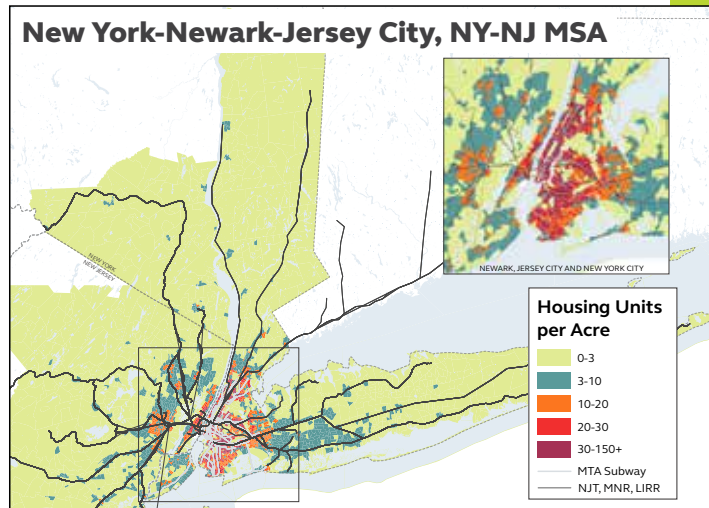 New York-Newark-Jersey City, NY-NJ MSA
NEWARK, JERSEY CITY AND NEW YORK CITY
NEW YORK
NEW JERSEY
Housing Units
per Acre
0-3
3-10
10-20
20-30
30-150+
MTA Subway
NJT, MNR, LIRR